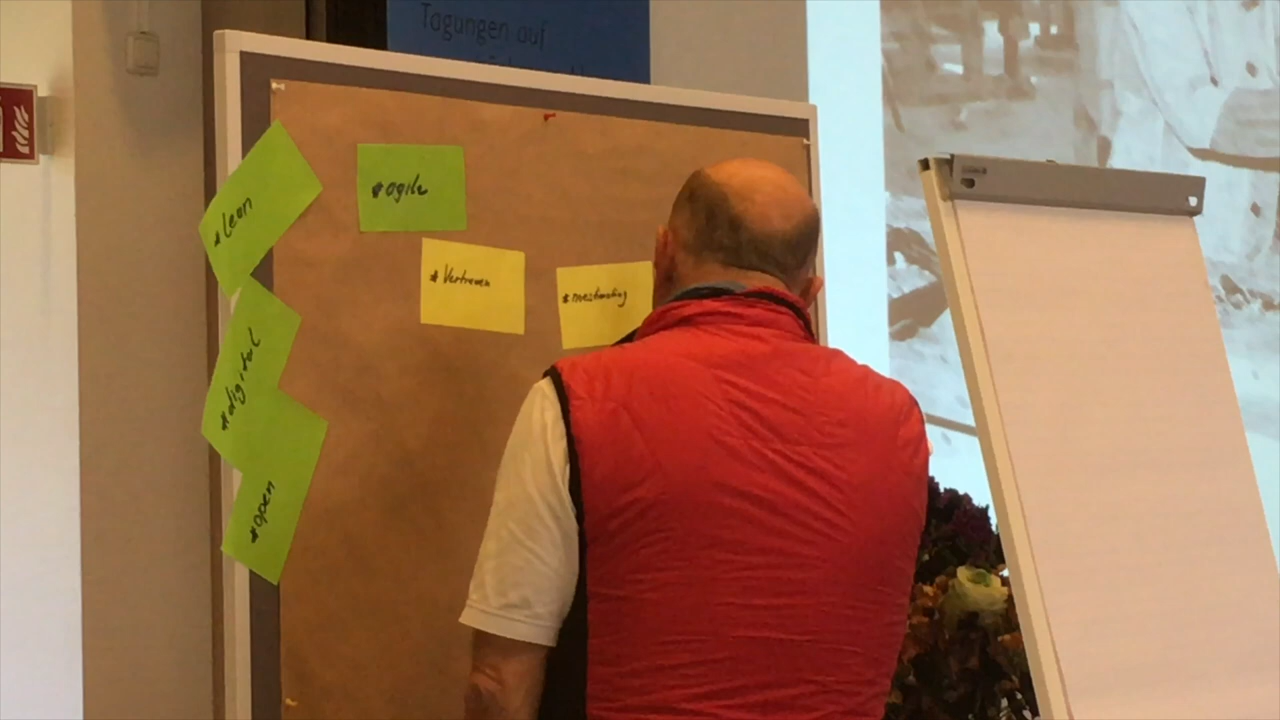 Tagungen auf
#agile
#lean
#Vertrauen
#digital
#open